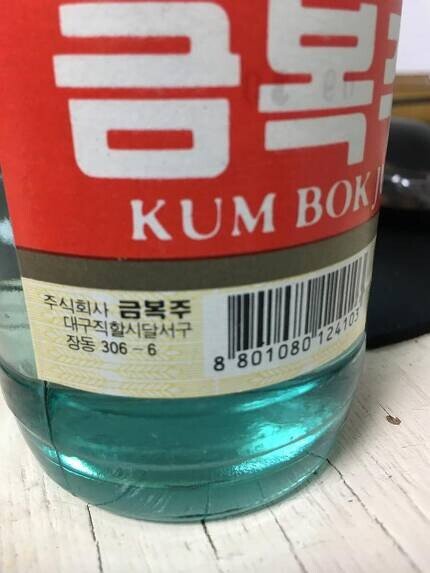 금복
KUM BOK J
주식회사 금복주
대구직할시달서구
장동 306-6
8 801080 124103